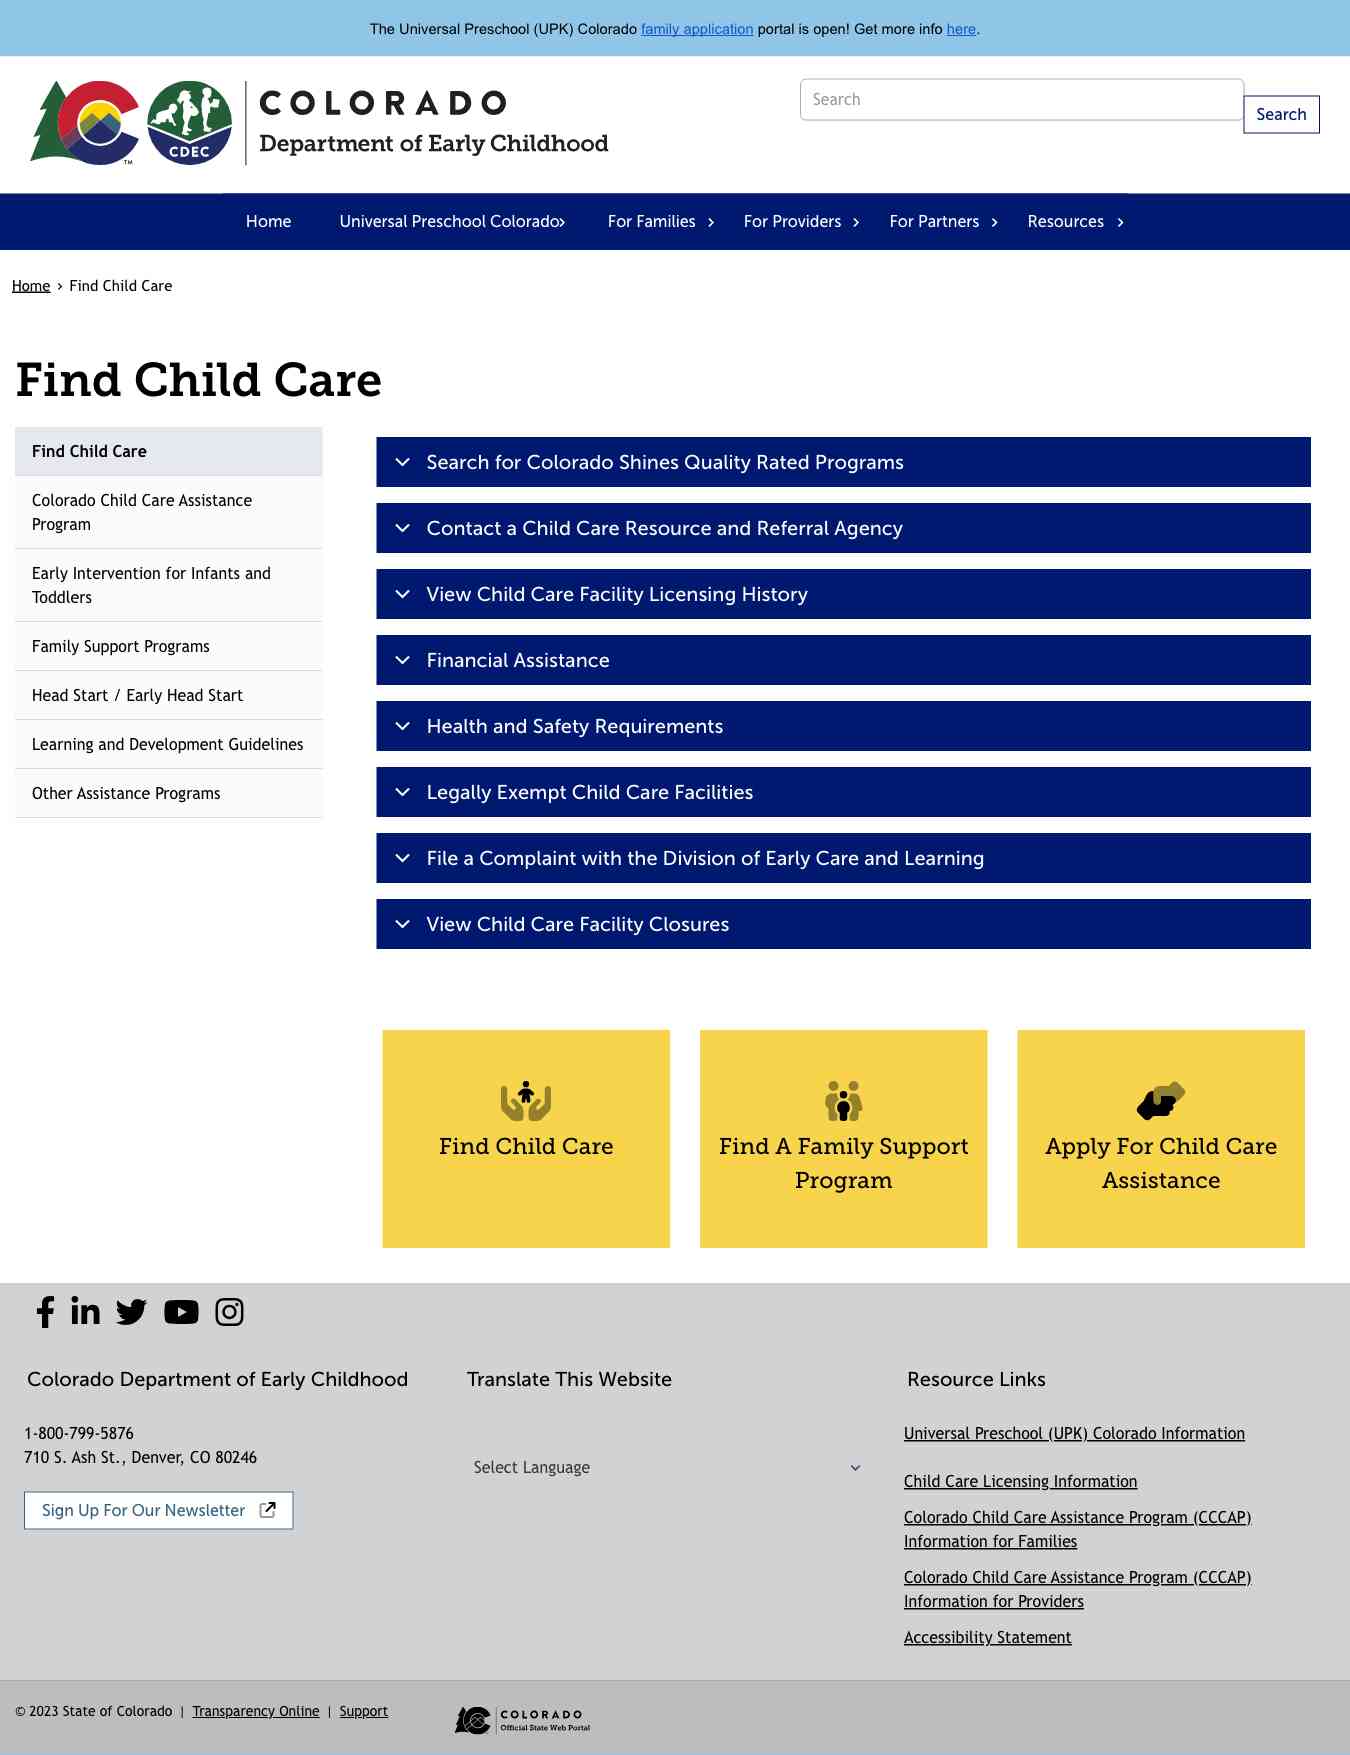 The Universal Preschool (UPK) Colorado family application portal is open! Get more info here.
COLORADO
Department of Early Childhood
CDEC
TM
Search
Search
Home
Universal Preschool Colorado
For Families
For Providers
For Partners
Resources
Home › Find Child Care
Find Child Care
Find Child Care
Colorado Child Care Assistance
Program
Early Intervention for Infants and
Toddlers
Family Support Programs
Head Start / Early Head Start
Learning and Development Guidelines
Other Assistance Programs
Search for Colorado Shines Quality Rated Programs
Contact a Child Care Resource and Referral Agency
View Child Care Facility Licensing History
Financial Assistance
Health and Safety Requirements
Legally Exempt Child Care Facilities
File a Complaint with the Division of Early Care and Learning
View Child Care Facility Closures
Find Child Care
Find A Family Support
Program
Apply For Child Care
Assistance
Colorado Department of Early Childhood
1-800-799-5876
710 S. Ash St., Denver, CO 80246
Sign Up For Our Newsletter
Translate This Website
Select Language
Resource Links
Universal Preschool (UPK) Colorado Information
Child Care Licensing Information
Colorado Child Care Assistance Program (CCCAP)
Information for Families
Colorado Child Care Assistance Program (CCCAP)
Information for Providers
Accessibility Statement
© 2023 State of Colorado | Transparency Online | Support
COLORADO
Official State Web Portal